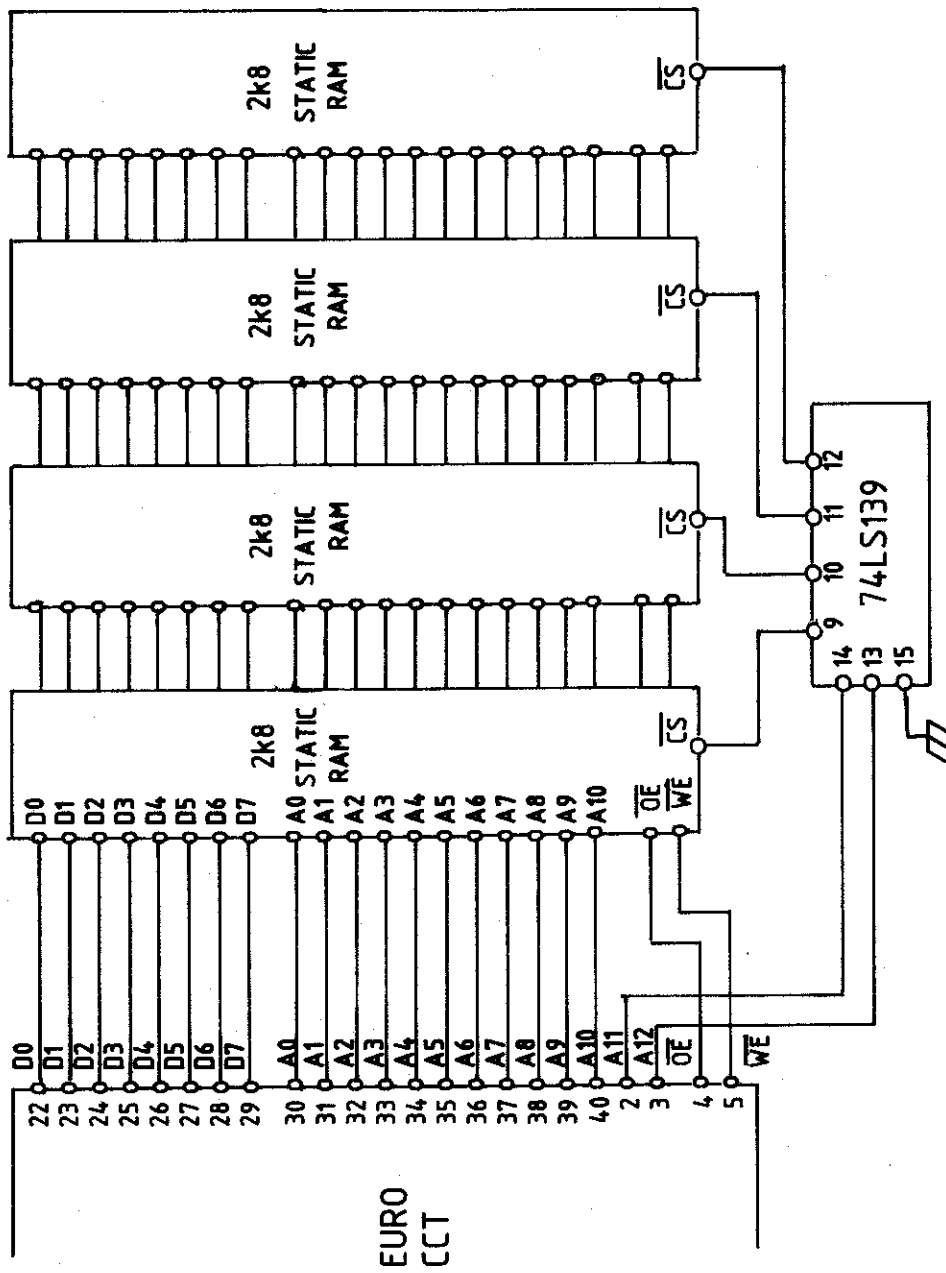 EURO
CCT
22 D0
23 D1
24 D2
25 D3
26 D4
27 D5
28 D6
29 D7
30 A0
31 A1
32 A2
33 A3
34 A4
35 A5
36 A6
37 A7
38 A8
39 A9
40 A10
2 A11
3 A12
4 OE
5 WE
D0
D1
D2
D3
D4
D5
D6
D7
A0
A1
A2
A3
A4
A5
A6
A7
A8
A9
A10
OE
WE
2k8
STATIC
RAM
CS
2k8
STATIC
RAM
CS
2k8
STATIC
RAM
CS
2k8
STATIC
RAM
CS
9
10
11
12
74LS139
14
13
15